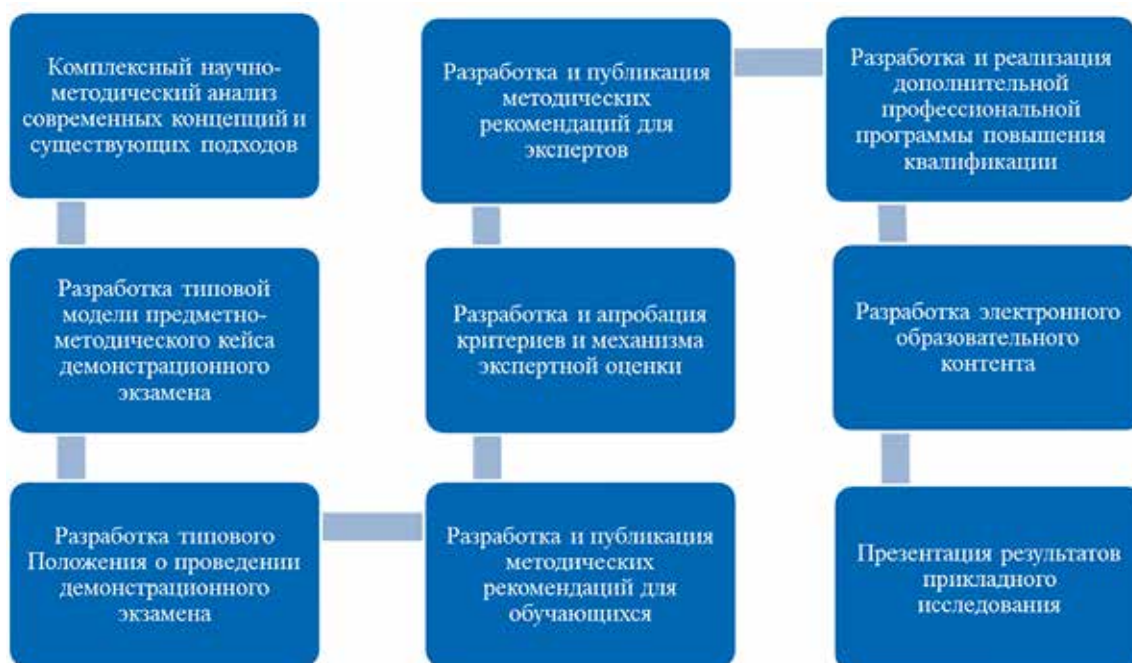 Комплексный научно-
методический анализ
современных концепций и
существующих подходов
Разработка типовой
модели предметно-
методического кейса
демонстрационного
экзамена
Разработка типового
Положения о проведении
демонстрационного
экзамена
Разработка и публикация
методических
рекомендаций для
обучающихся
Разработка и апробация
критериев и механизма
экспертной оценки
Разработка и публикация
методических
рекомендаций для
экспертов
Разработка и реализация
дополнительной
профессиональной
программы повышения
квалификации
Разработка электронного
образовательного
контента
Презентация результатов
прикладного
исследования